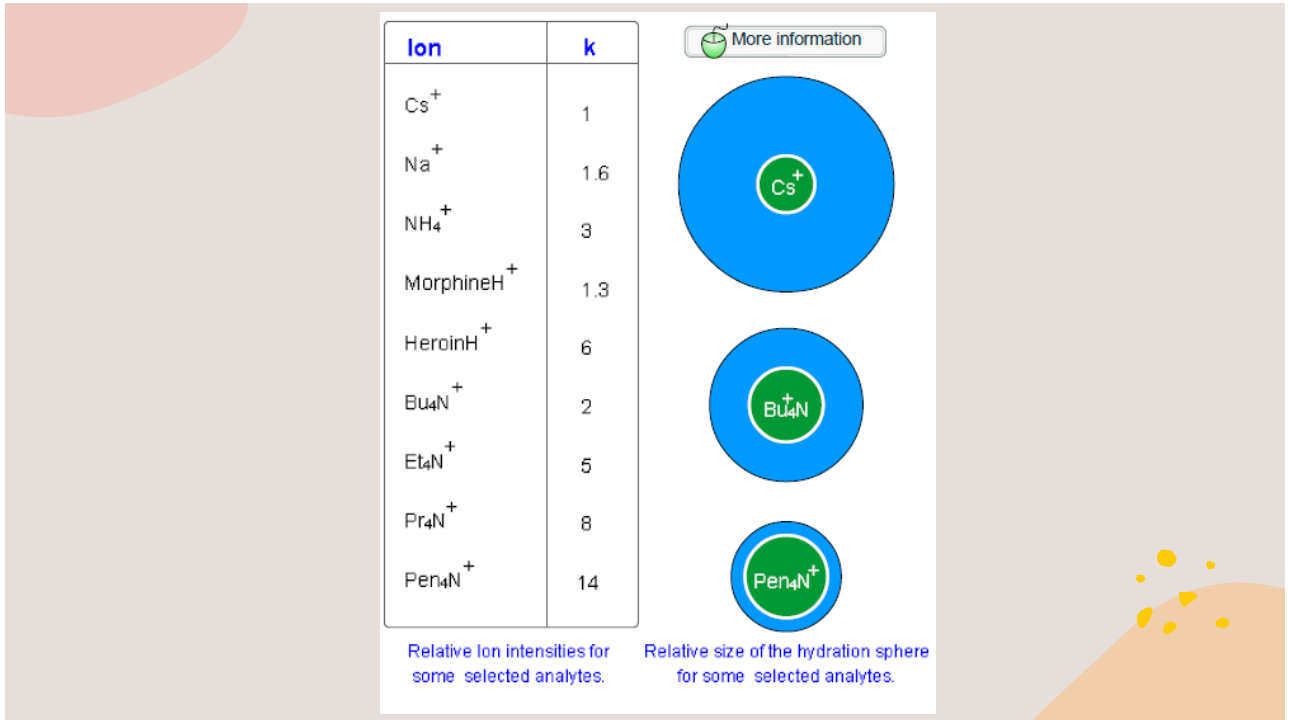 Ion k
Cs+ 1
Na+ 1.6
NH4+ 3
MorphineH+ 1.3
HeroinH+ 6
Bu4N+ 2
Et4N+ 5
Pr4N+ 8
Pen4N+ 14
Relative Ion intensities for
some selected analytes.
More information
Cs+
Bu4N+
Pen4N+
Relative size of the hydration sphere
for some selected analytes.